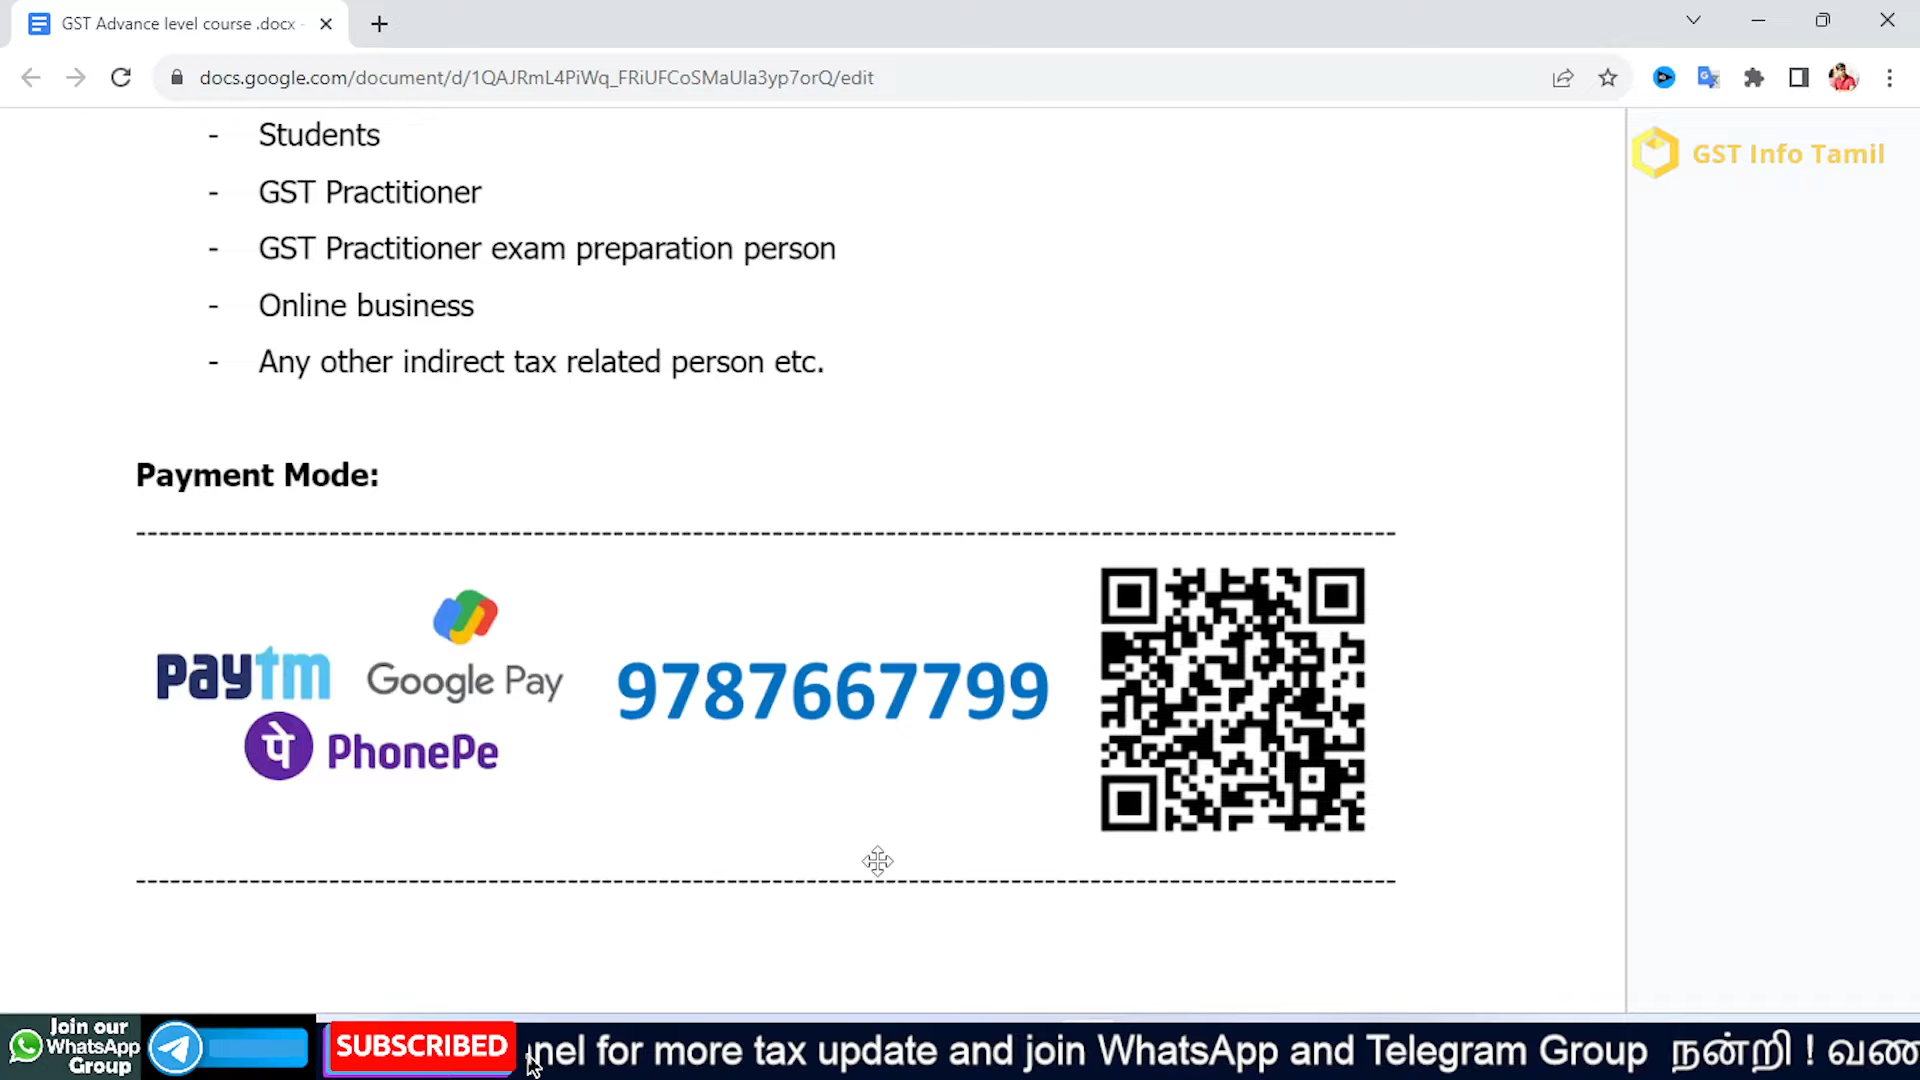 GST Advance level course .docx -
docs.google.com/document/d/1QAJRmL4PiWq_FRiUFCoSMaUIa3yp7orQ/edit
GST Info Tamil
- Students
- GST Practitioner
- GST Practitioner exam preparation person
- Online business
- Any other indirect tax related person etc.
Payment Mode:
paytm
Google Pay
पे PhonePe
9787667799
Join our
WhatsApp
Group
SUBSCRIBED
for more tax update and join WhatsApp and Telegram Group நன்றி !